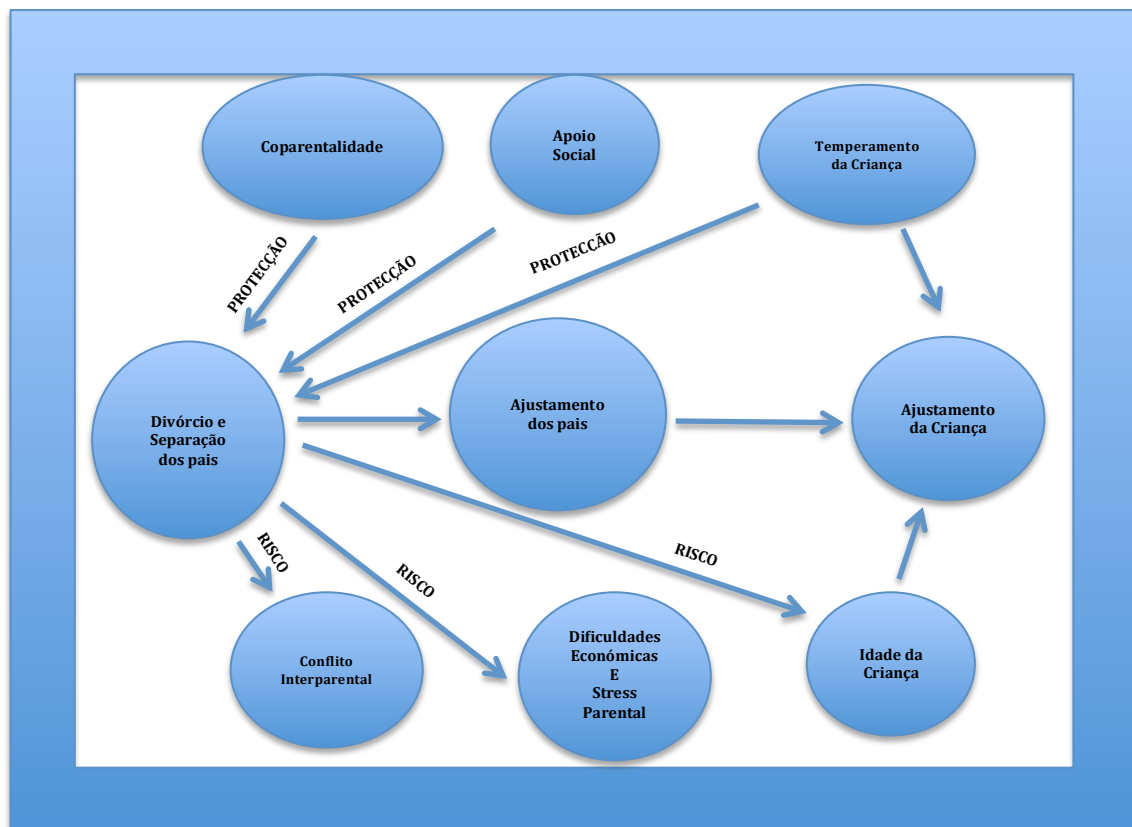 Coparentalidade
Apoio
Social
Temperamento
da Criança
PROTECÇÃO
PROTECÇÃO
PROTECÇÃO
Divórcio e
Separação
dos pais
Ajustamento
dos pais
Ajustamento
da Criança
RISCO
RISCO
RISCO
Conflito
Interparental
Dificuldades
Económicas
E
Stress
Parental
Idade da
Criança